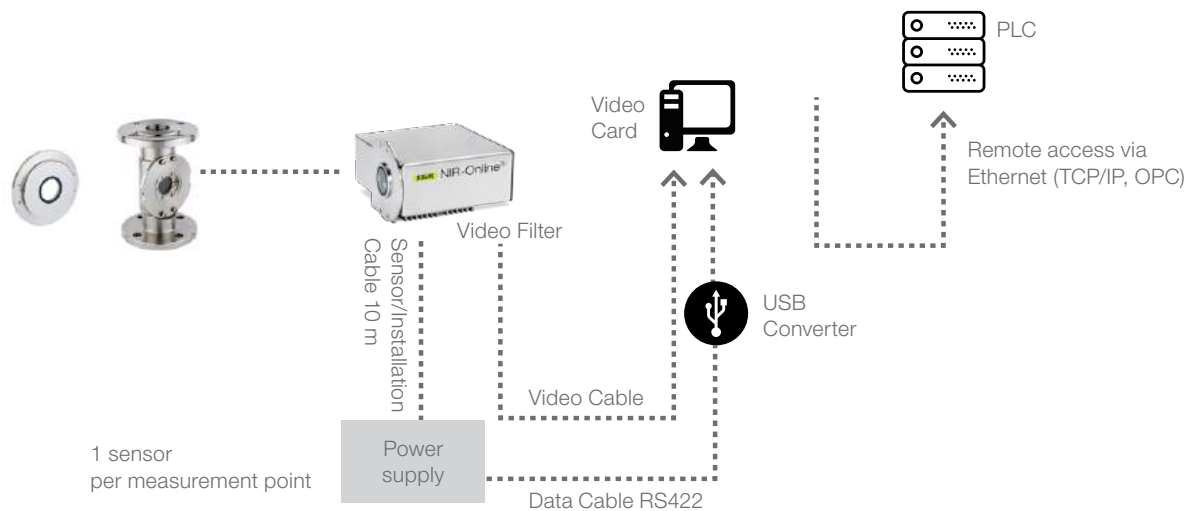 PLC
Video
Card
Remote access via
Ethernet (TCP/IP, OPC)
NIR-Online®
Video Filter
Sensor/Installation
Cable 10 m
USB
Converter
Video Cable
1 sensor
per measurement point
Power
supply
Data Cable RS422